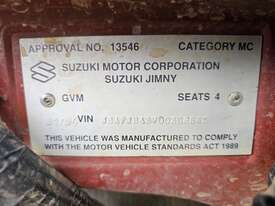 APPROVAL NO. 13546 CATEGORY MC
SUZUKI MOTOR CORPORATION
SUZUKI JIMNY
GVM SEATS 4
VIN
THIS VEHICLE WAS MANUFACTURED TO COMPLY
WITH THE MOTOR VEHICLE STANDARDS ACT 1989